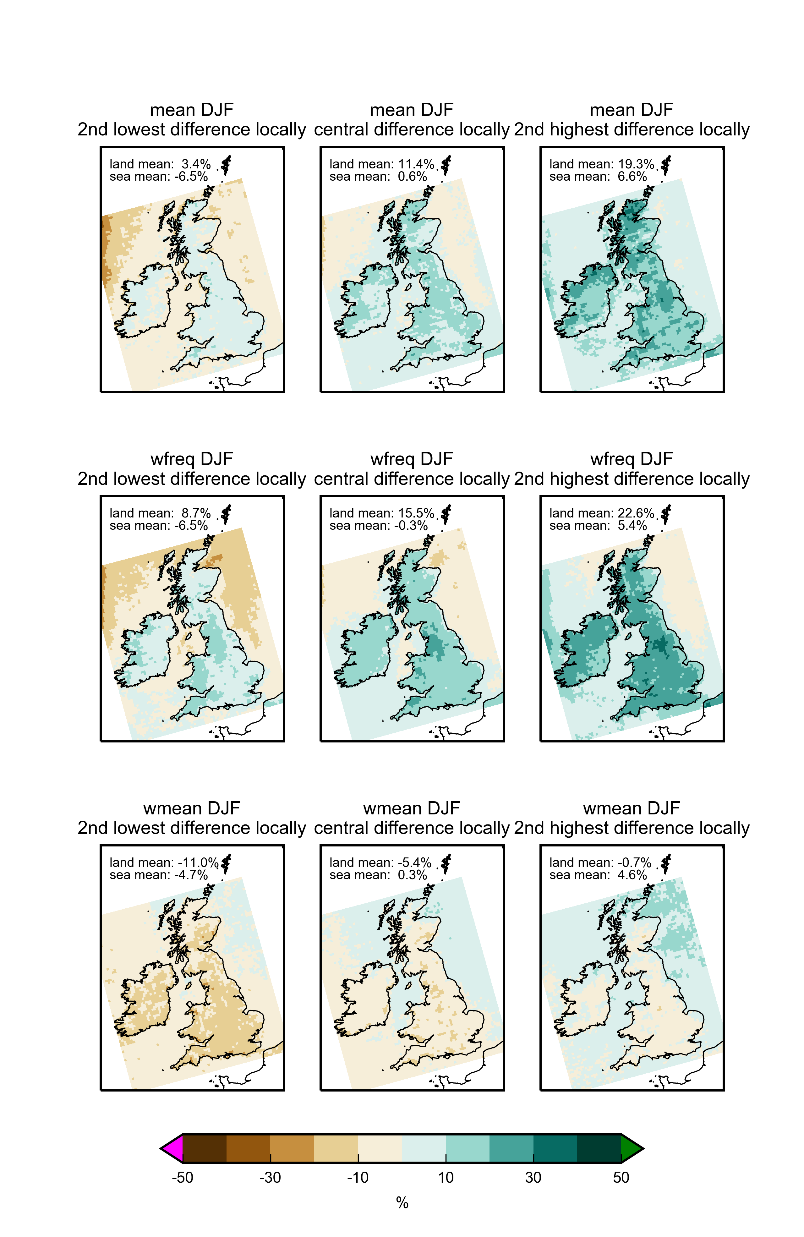 mean DJF
2nd lowest difference locally
land mean: 3.4%
sea mean: -6.5%
mean DJF
central difference locally
land mean: 11.4%
sea mean: 0.6%
mean DJF
2nd highest difference locally
land mean: 19.3%
sea mean: 6.6%
wfreq DJF
2nd lowest difference locally
land mean: 8.7%
sea mean: -6.5%
wfreq DJF
central difference locally
land mean: 15.5%
sea mean: -0.3%
wfreq DJF
2nd highest difference locally
land mean: 22.6%
sea mean: 5.4%
wmean DJF
2nd lowest difference locally
land mean: -11.0%
sea mean: -4.7%
wmean DJF
central difference locally
land mean: -5.4%
sea mean: 0.3%
wmean DJF
2nd highest difference locally
land mean: -0.7%
sea mean: 4.6%
-50 -30 -10 10 30 50
%